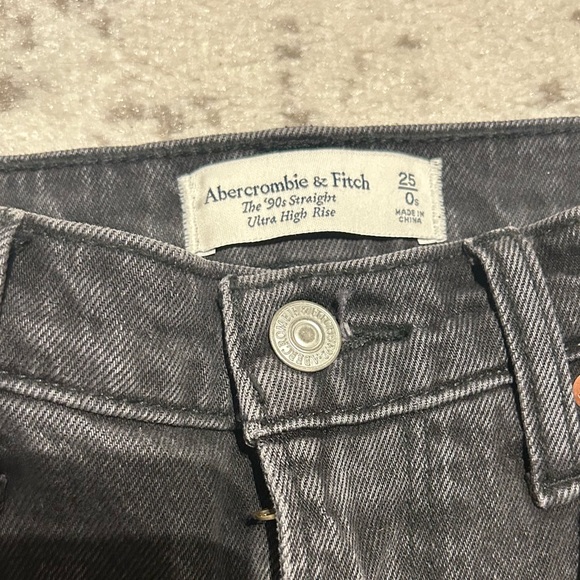 Abercrombie & Fitch
The '90s Straight
Ultra High Rise
25
0s
MADE IN
CHINA